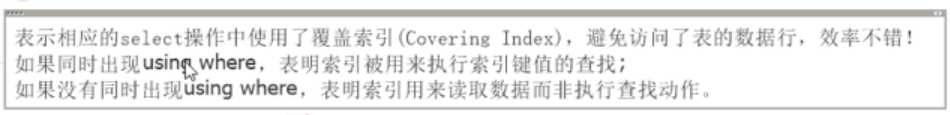 表示相应的select操作中使用了覆盖索引(Covering Index)，避免访问了表的数据行，效率不错！
如果同时出现using where，表明索引被用来执行索引键值的查找；
如果没有同时出现using where，表明索引用来读取数据而非执行查找动作。